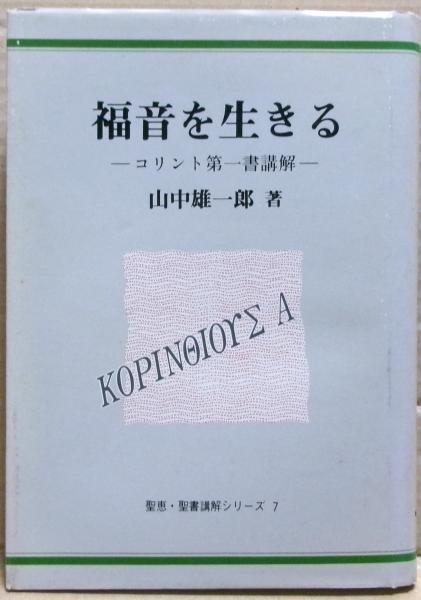 福音を生きる
―コリント第一書講解―
山中雄一郎 著
ΚΟΡΙΝΘΙΟΥΣ Α
聖恵・聖書講解シリーズ 7